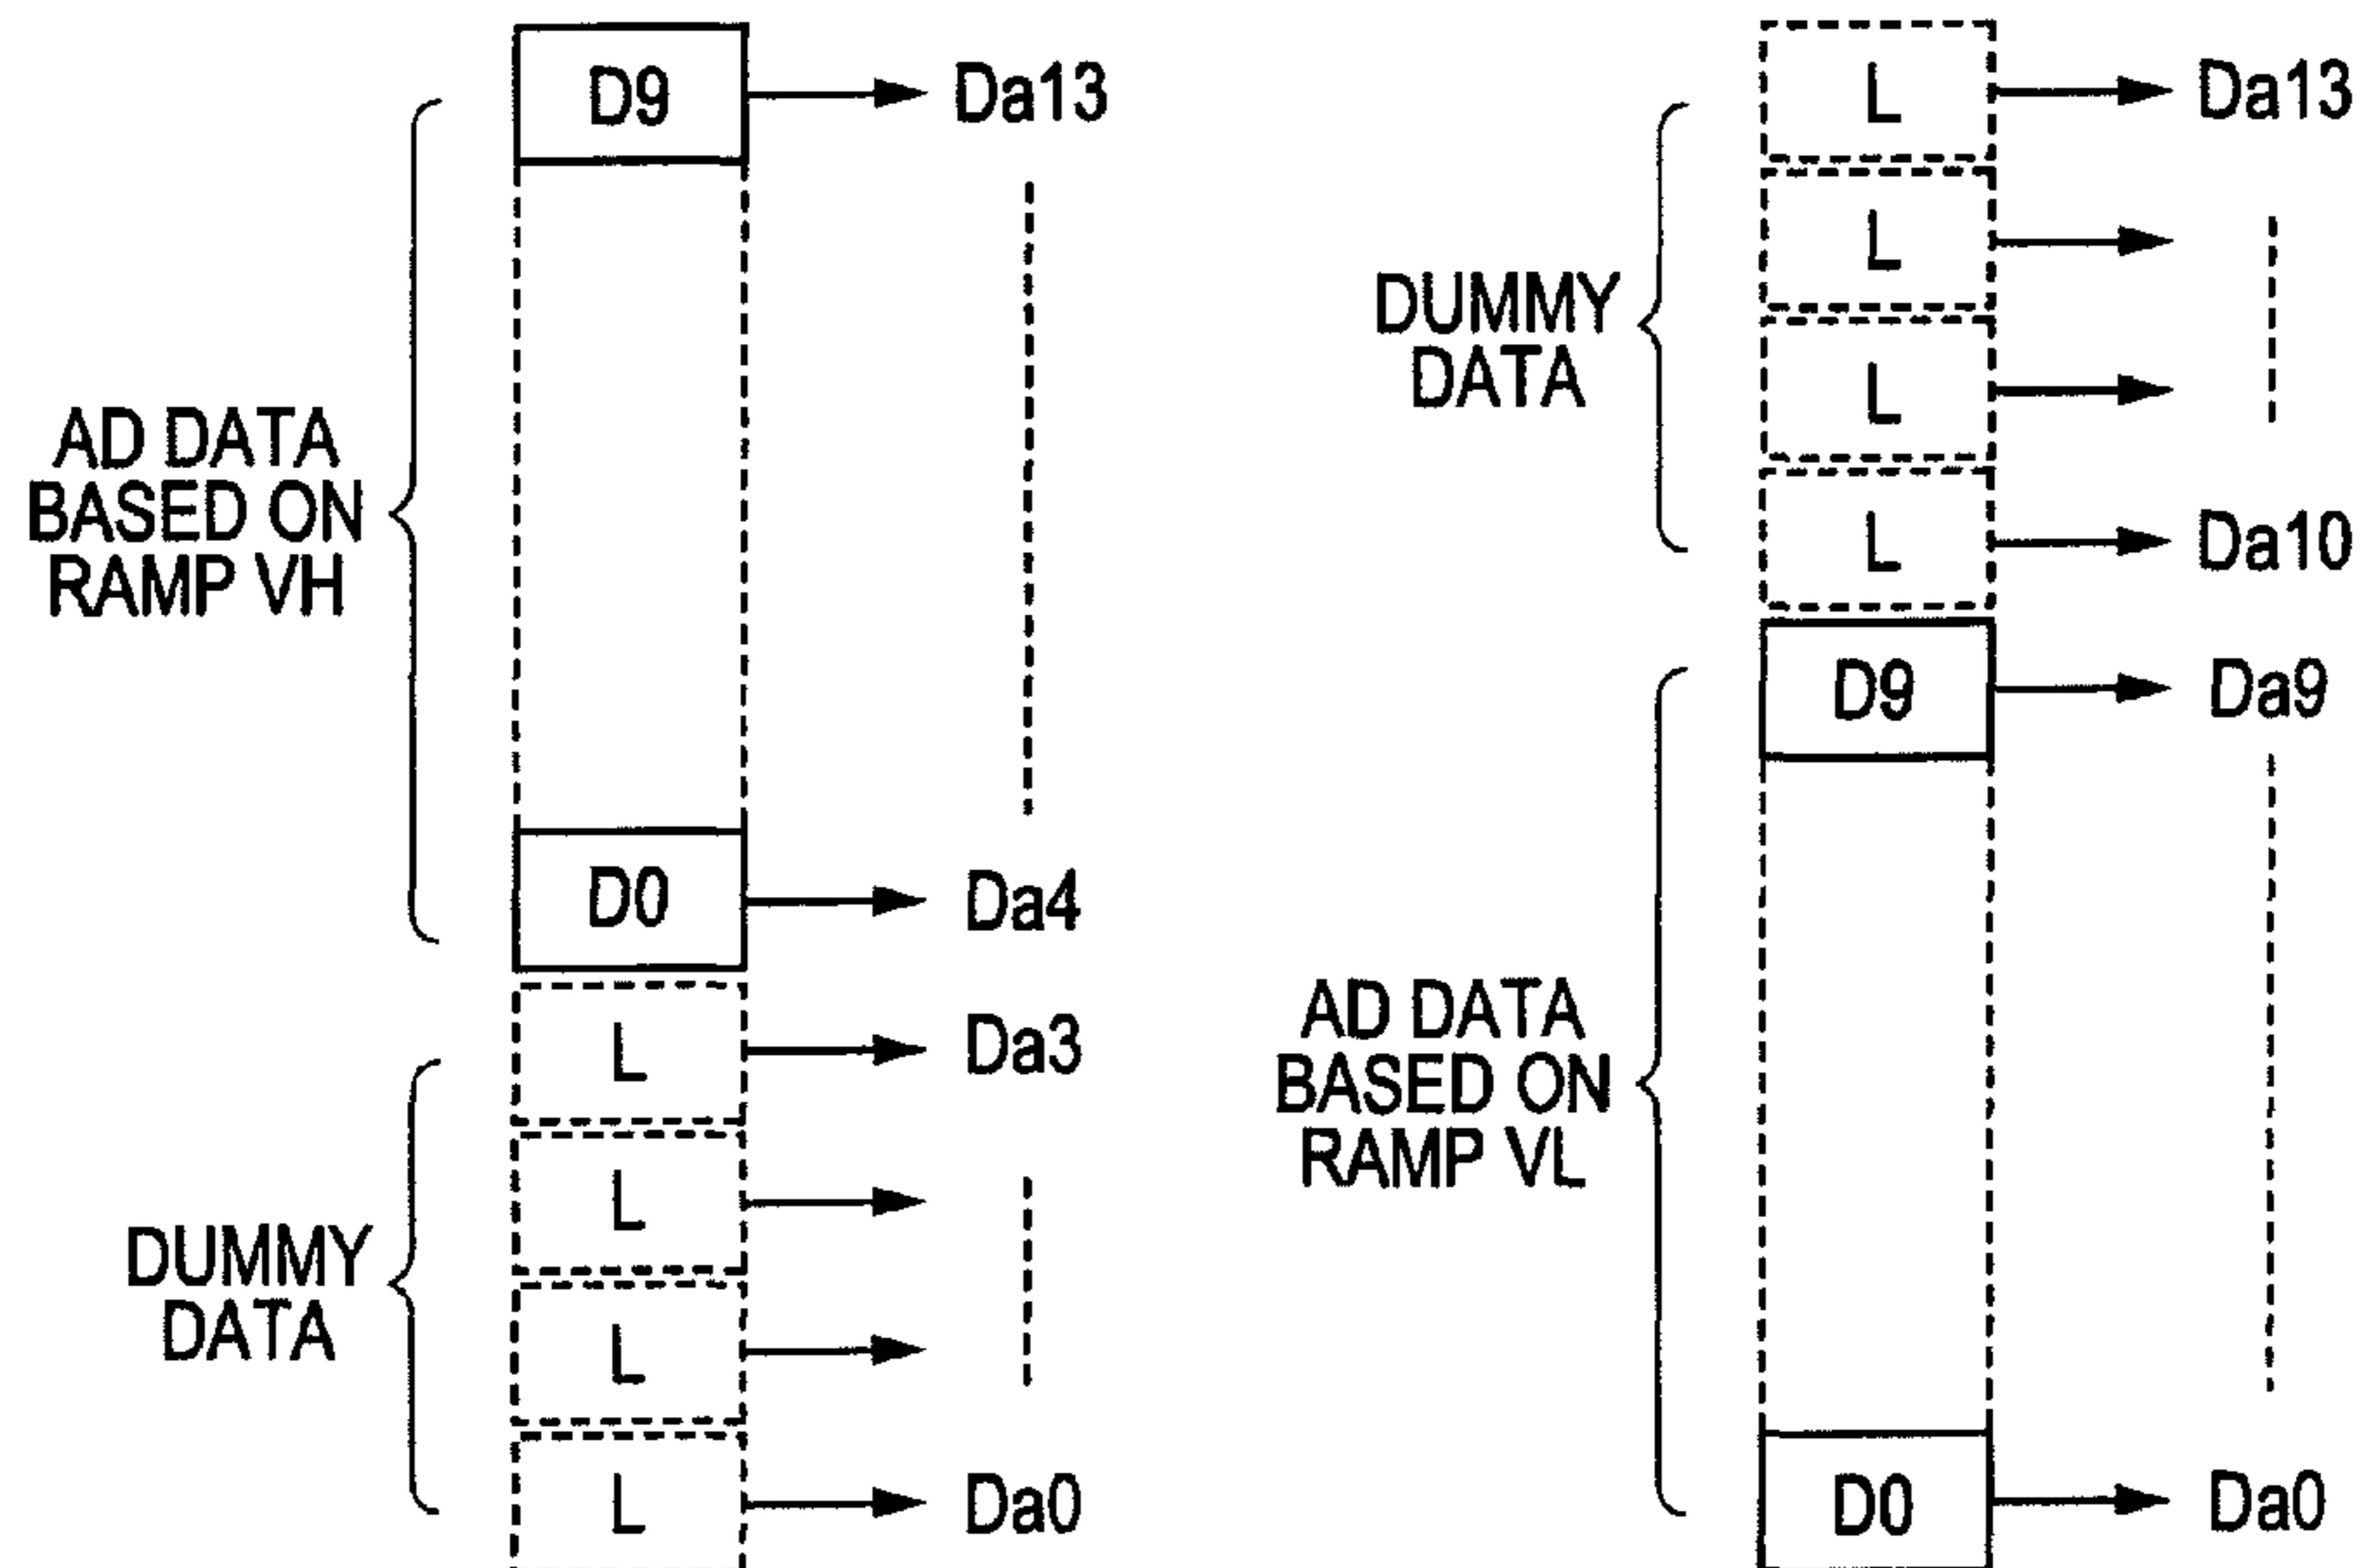 D9 Da13
AD DATA
BASED ON
RAMP VH
D0 Da4
L Da3
L
DUMMY
DATA
L
L Da0
L Da13
L
DUMMY
DATA
L
L Da10
D9 Da9
AD DATA
BASED ON
RAMP VL
D0 Da0